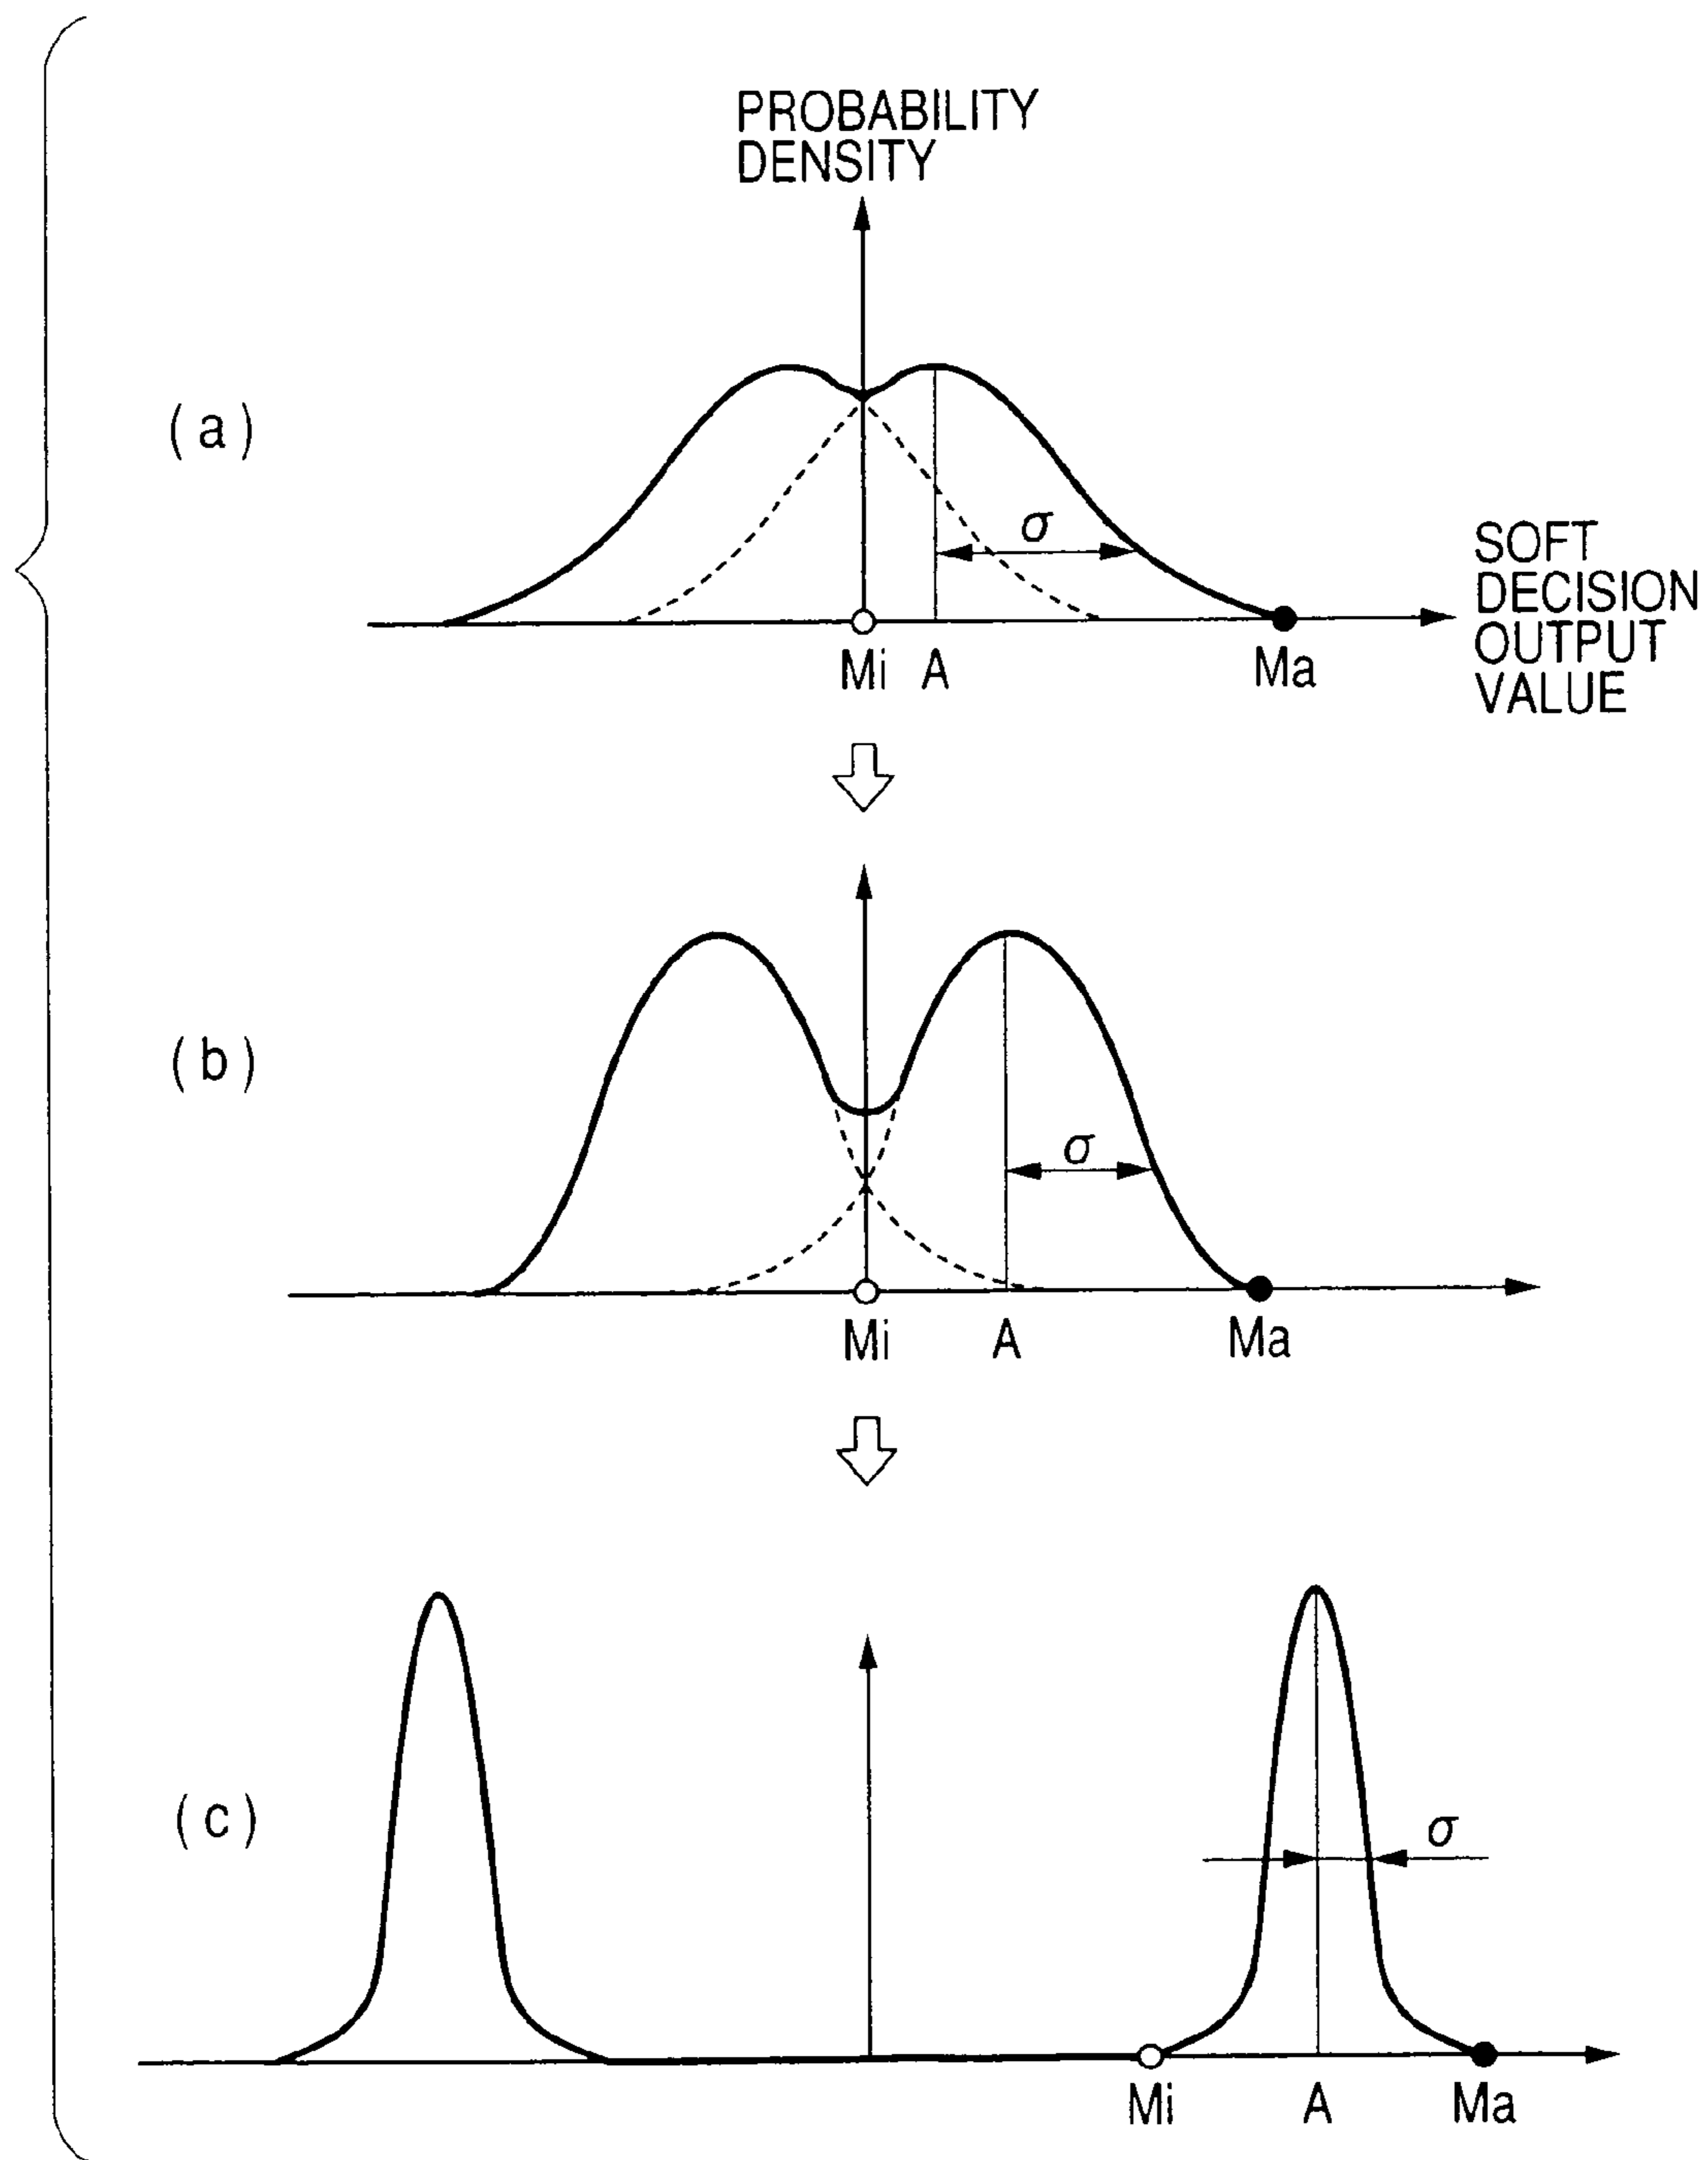 PROBABILITY
DENSITY
(a)
σ
SOFT
DECISION
OUTPUT
VALUE
Mi A Ma
(b)
σ
Mi A Ma
(c)
σ
Mi A Ma